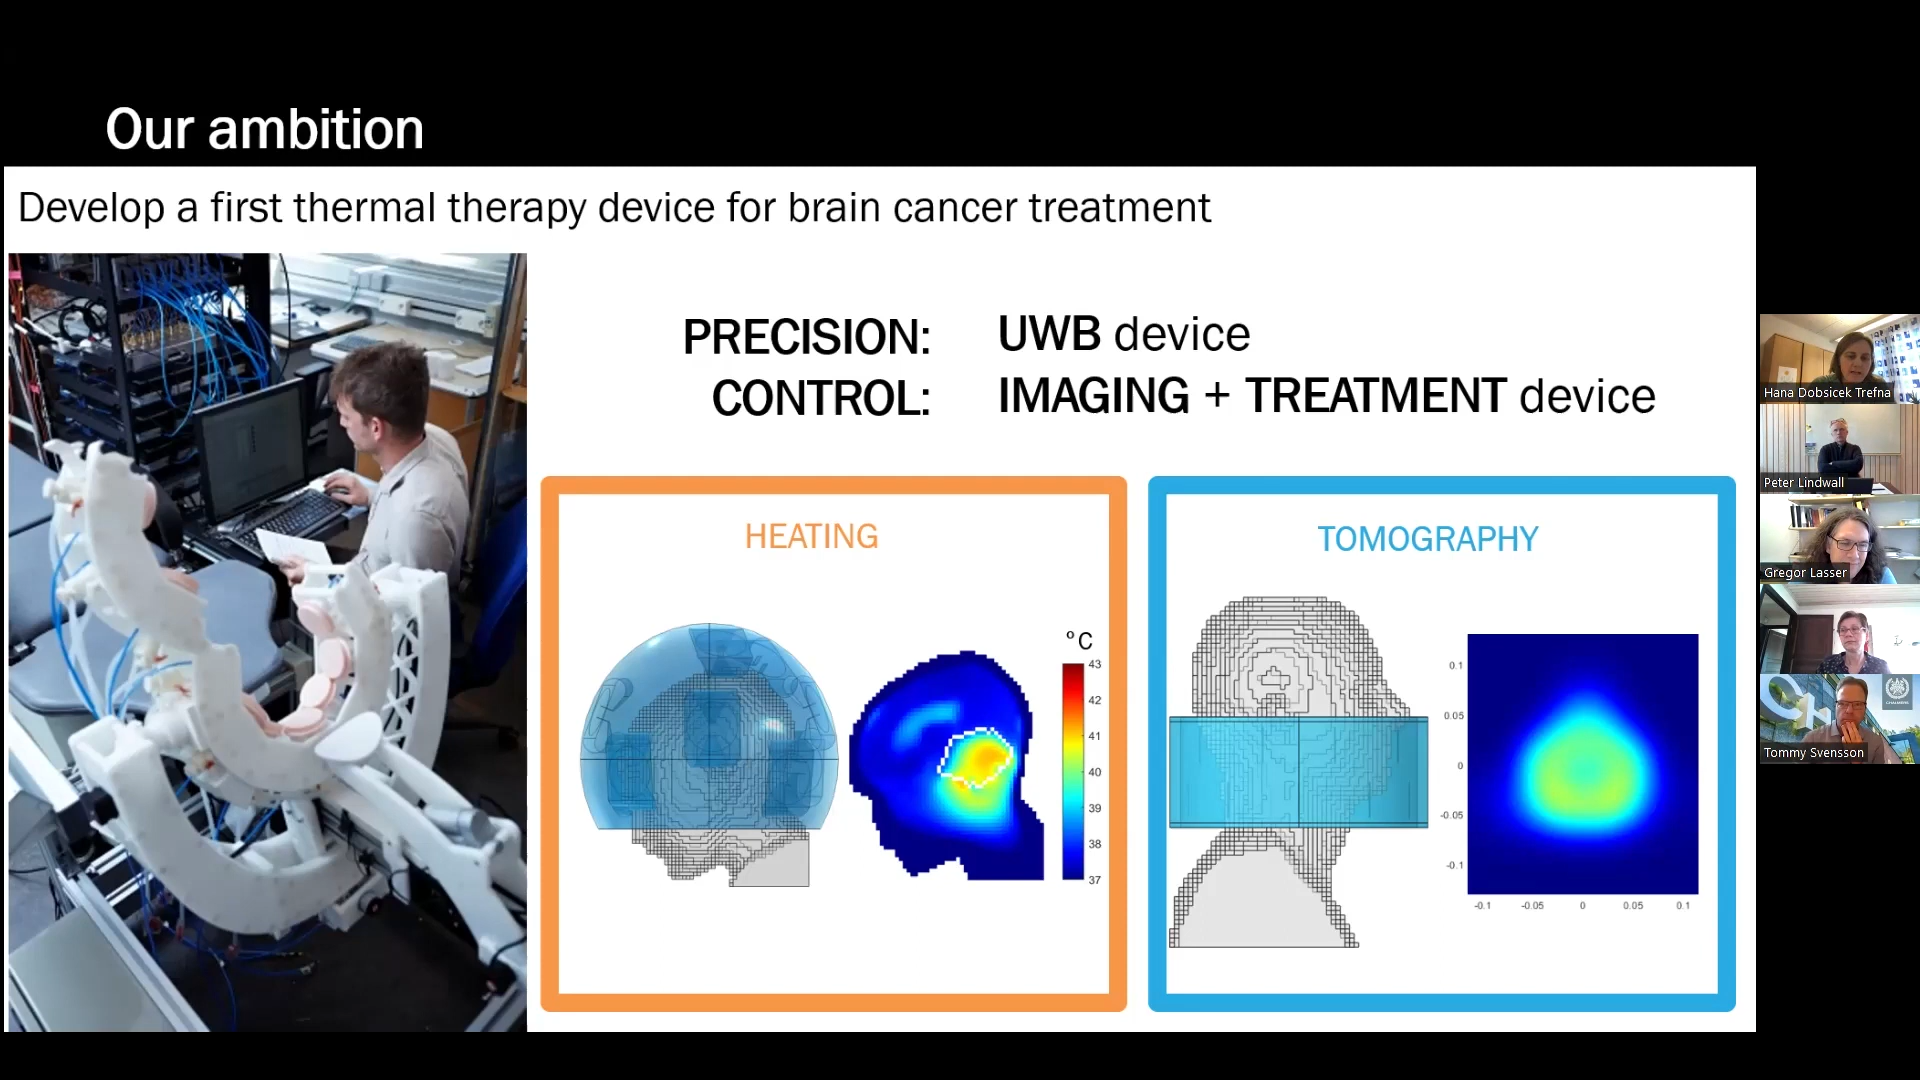 Our ambition
Develop a first thermal therapy device for brain cancer treatment
PRECISION: UWB device
CONTROL: IMAGING + TREATMENT device
HEATING
°C
43
42
41
40
39
38
37
TOMOGRAPHY
0.1
0.05
0
-0.05
-0.1
-0.1 -0.05 0 0.05 0.1
Hana Dobsicek Trefna
Peter Lindwall
Gregor Lasser
CHALMERS
Tommy Svensson